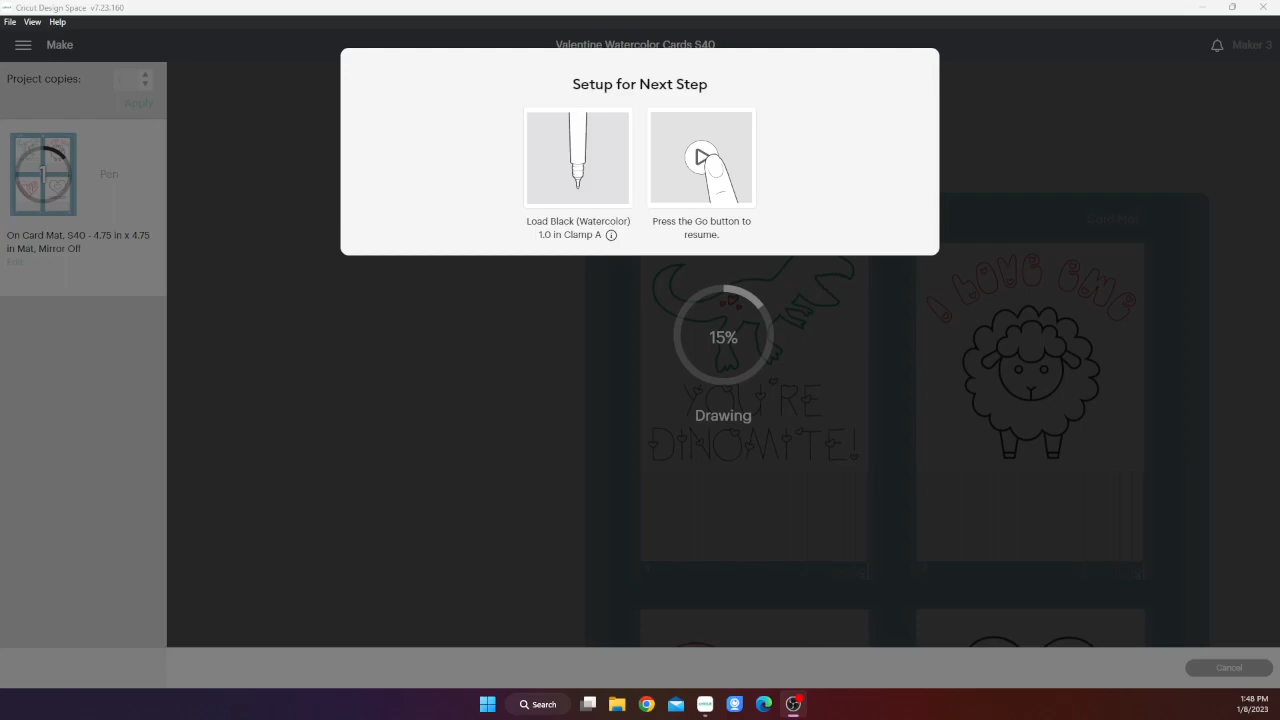 Cricut Design Space v7.23.160
File View Help
Make
Valentine Watercolor Cards S40
Maker 3
Project copies:
Apply
Pen
On Card Mat, S40 - 4.75 in x 4.75
in Mat, Mirror Off
Edit
Setup for Next Step
Load Black (Watercolor)
1.0 in Clamp A
Press the Go button to
resume.
Card Mat
I LOVE EWE
15%
Drawing
YOU'RE
DINOMITE!
Cancel
Search
1:48 PM
1/8/2023